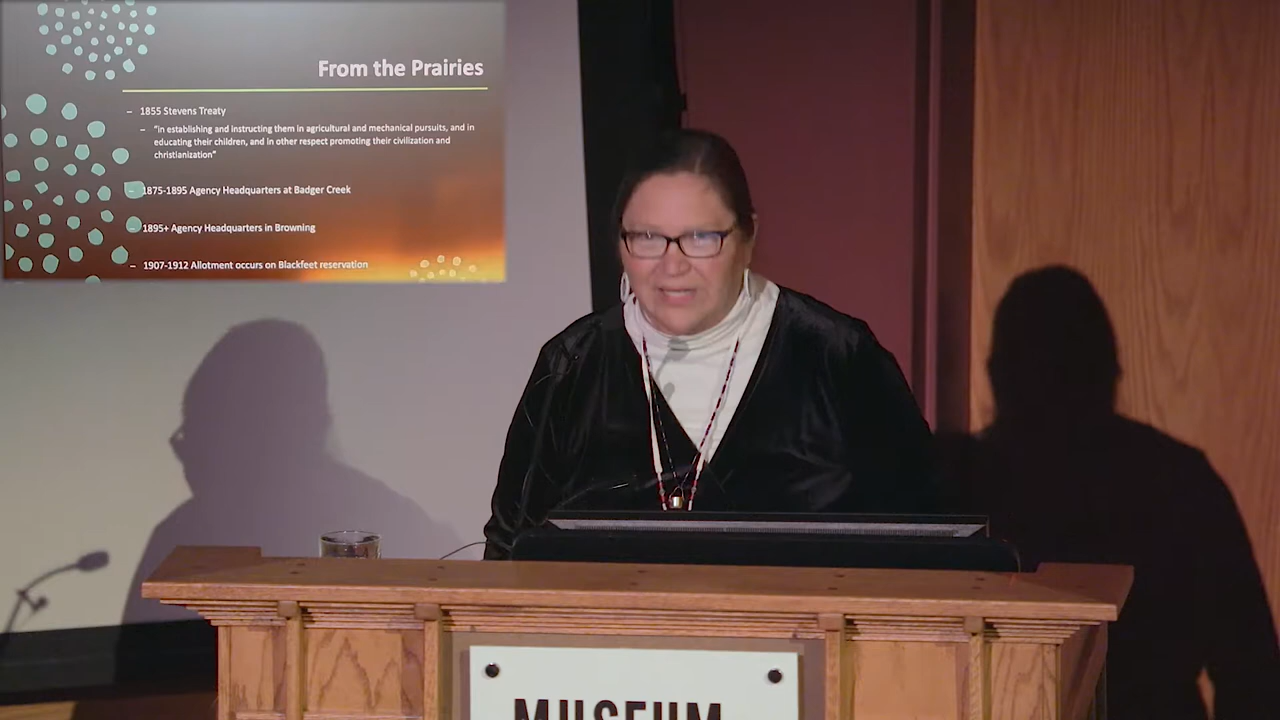 From the Prairies
– 1855 Stevens Treaty
– "in establishing and instructing them in agricultural and mechanical pursuits, and in
educating their children, and in other respect promoting their civilization and
christianization"
– 1875-1895 Agency Headquarters at Badger Creek
– 1895+ Agency Headquarters in Browning
– 1907-1912 Allotment occurs on Blackfeet reservation
MUSEUM